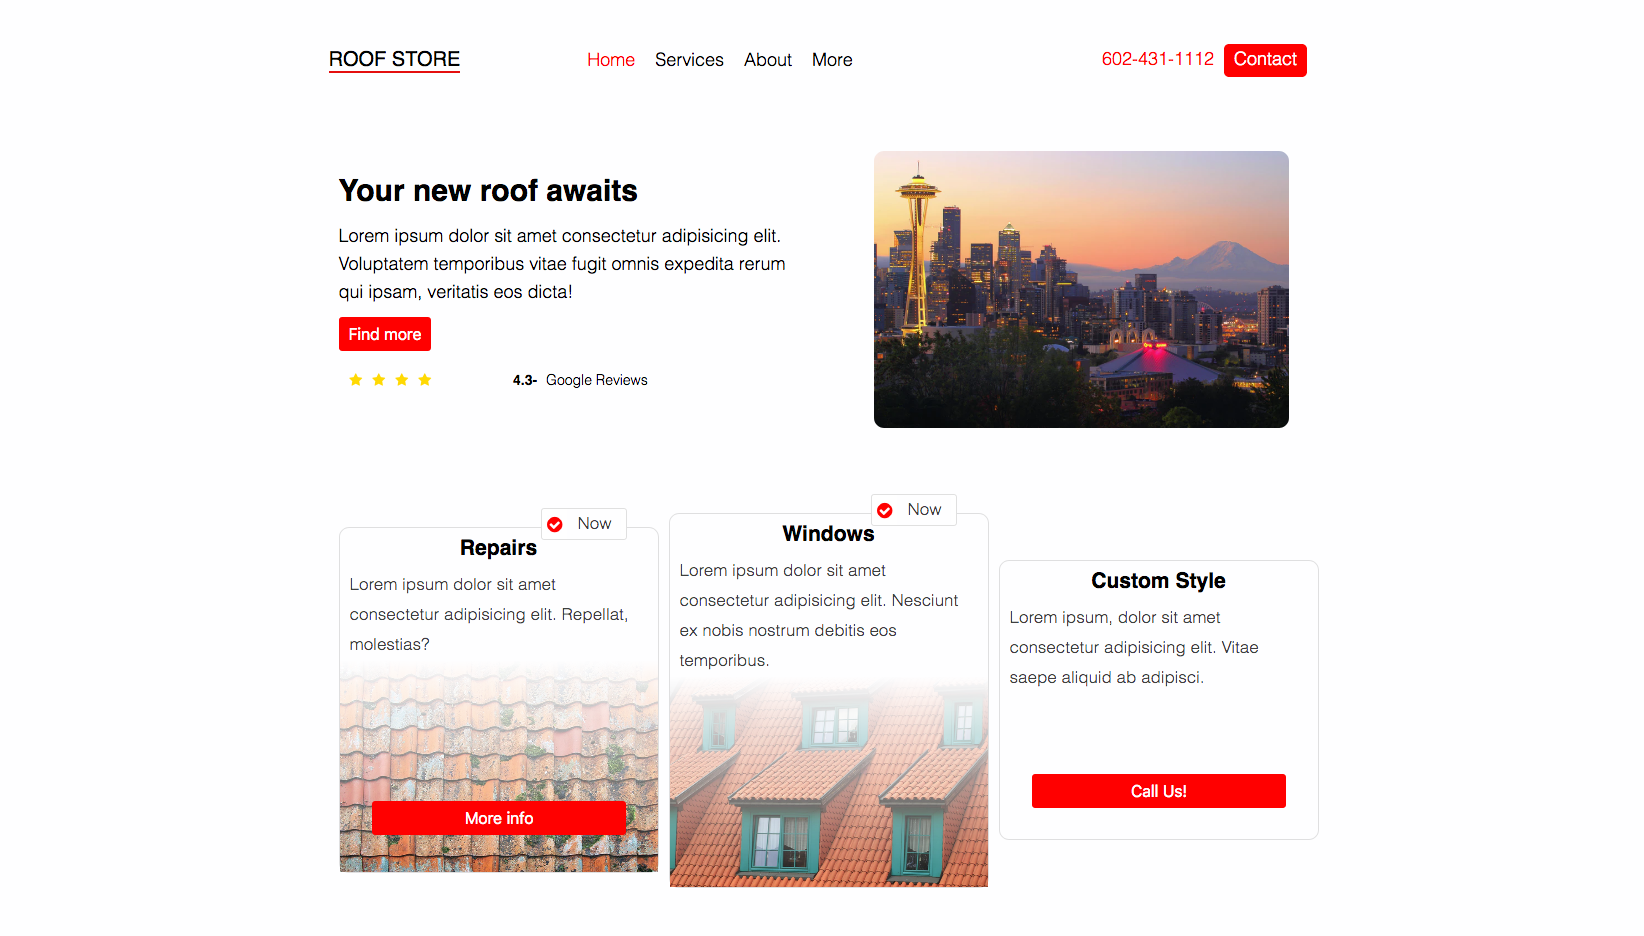 ROOF STORE
Home Services About More
602-431-1112 Contact
Your new roof awaits
Lorem ipsum dolor sit amet consectetur adipisicing elit.
Voluptatem temporibus vitae fugit omnis expedita rerum
qui ipsam, veritatis eos dicta!
Find more
4.3- Google Reviews
Now
Repairs
Lorem ipsum dolor sit amet
consectetur adipisicing elit. Repellat,
molestias?
More info
Now
Windows
Lorem ipsum dolor sit amet
consectetur adipisicing elit. Nesciunt
ex nobis nostrum debitis eos
temporibus.
Custom Style
Lorem ipsum, dolor sit amet
consectetur adipisicing elit. Vitae
saepe aliquid ab adipisci.
Call Us!